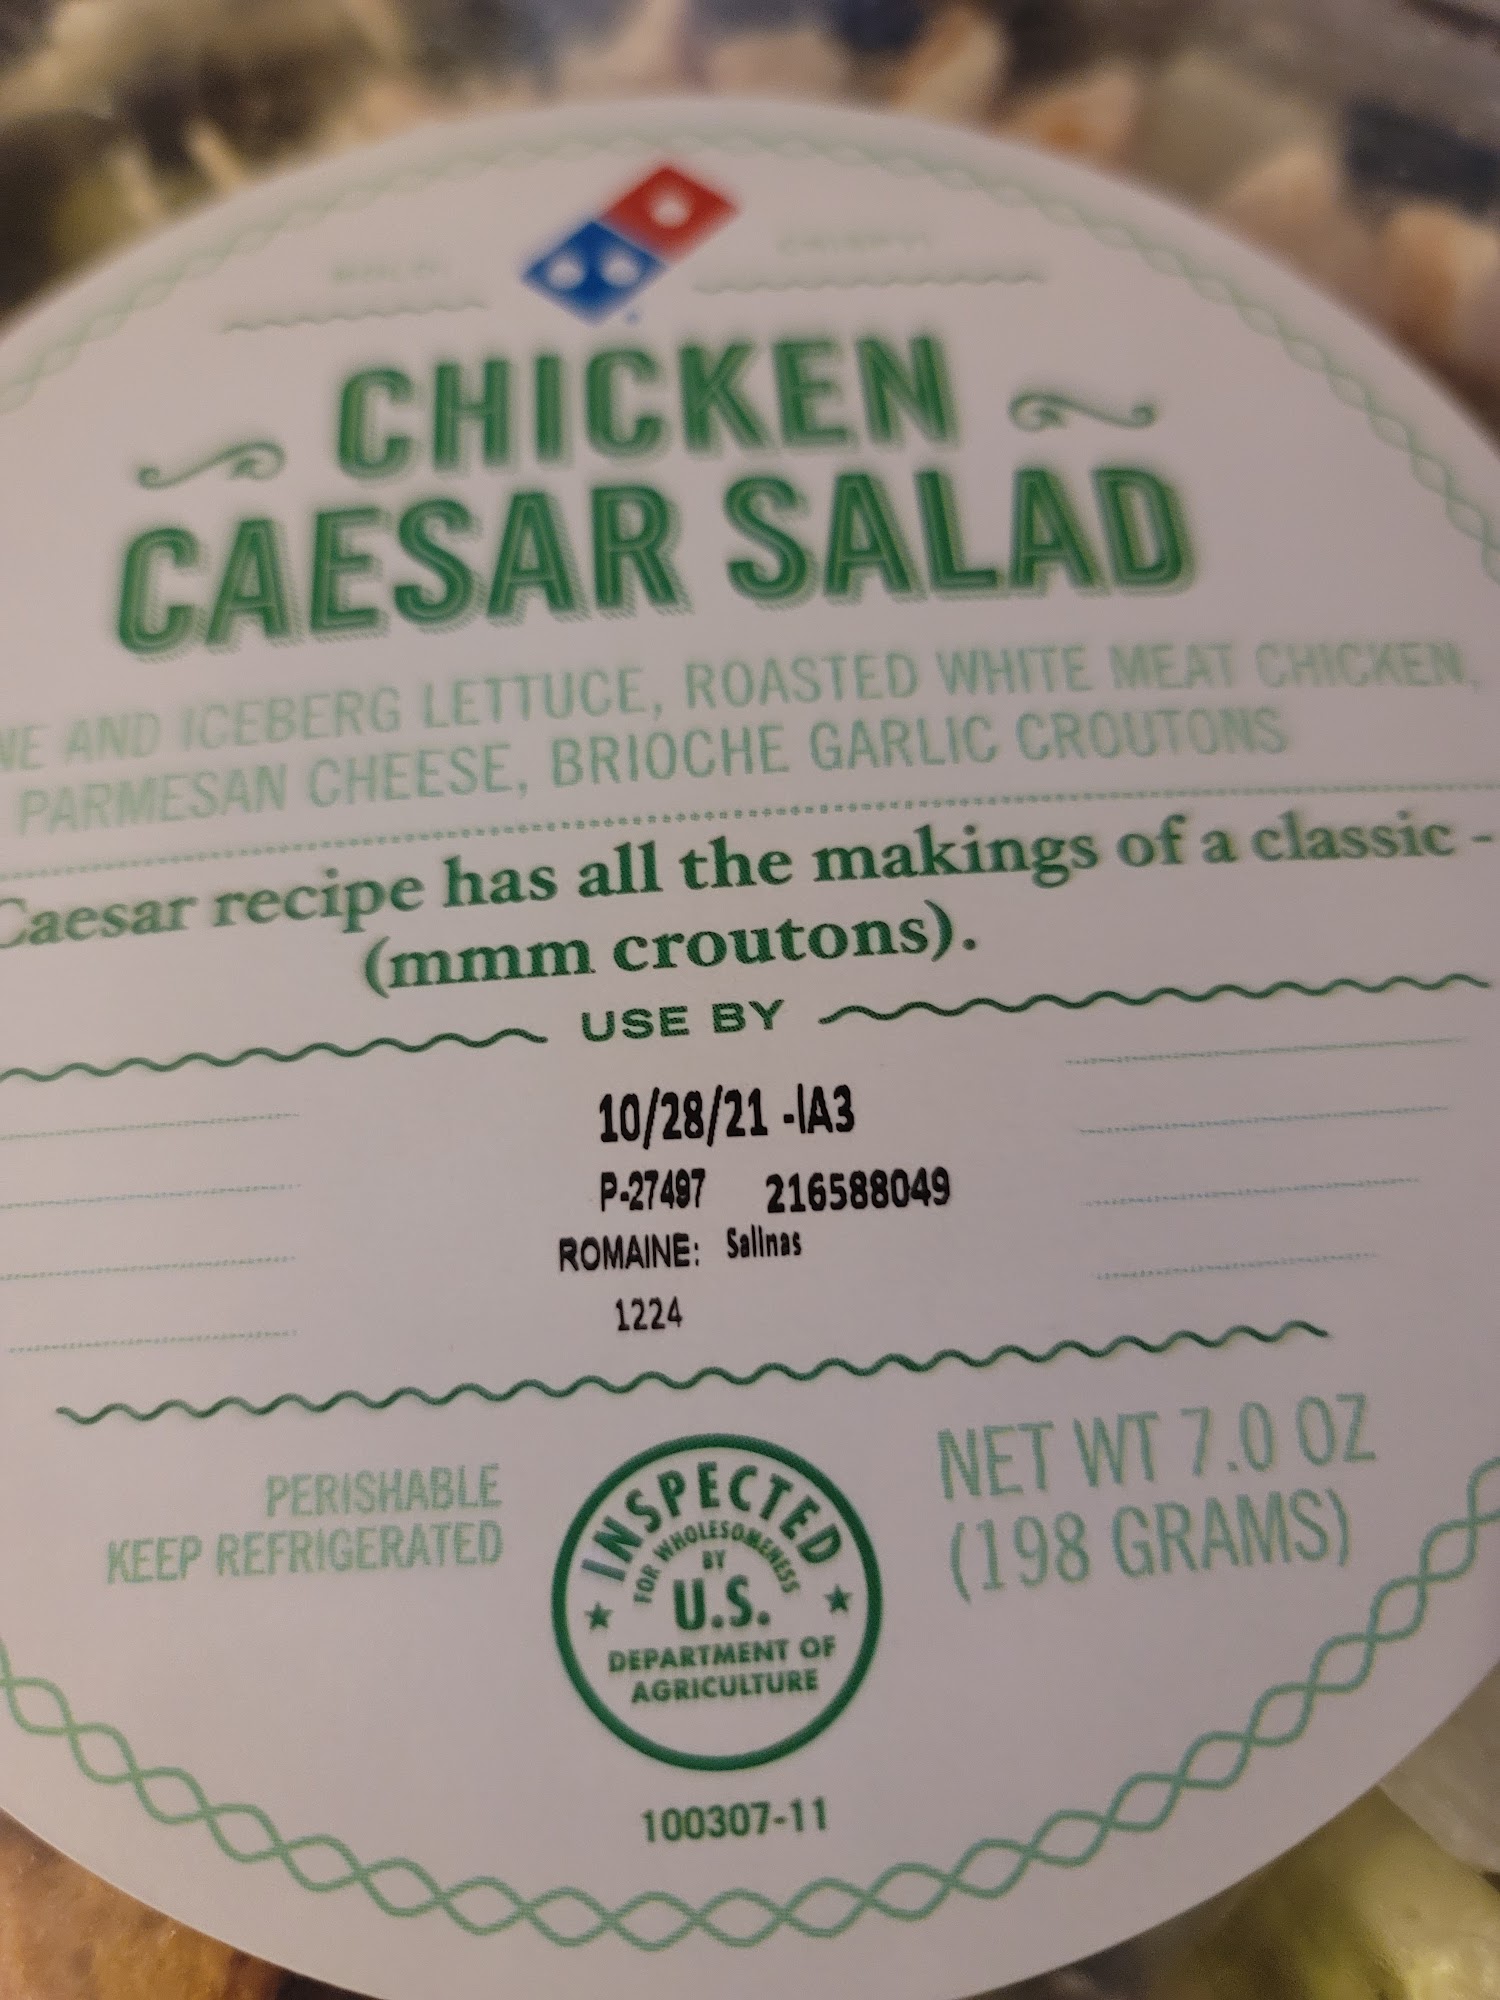 CHICKEN
CAESAR SALAD
AND ICEBERG LETTUCE, ROASTED WHITE MEAT CHICKEN,
PARMESAN CHEESE, BRIOCHE GARLIC CROUTONS
Caesar recipe has all the makings of a classic -
(mmm croutons).
USE BY
10/28/21 -IA3
P-27497 216588049
ROMAINE: Salinas
1224
PERISHABLE
KEEP REFRIGERATED
INSPECTED
FOR WHOLESOMENESS
BY
U.S.
DEPARTMENT OF
AGRICULTURE
NET WT 7.0 OZ
(198 GRAMS)
100307-11